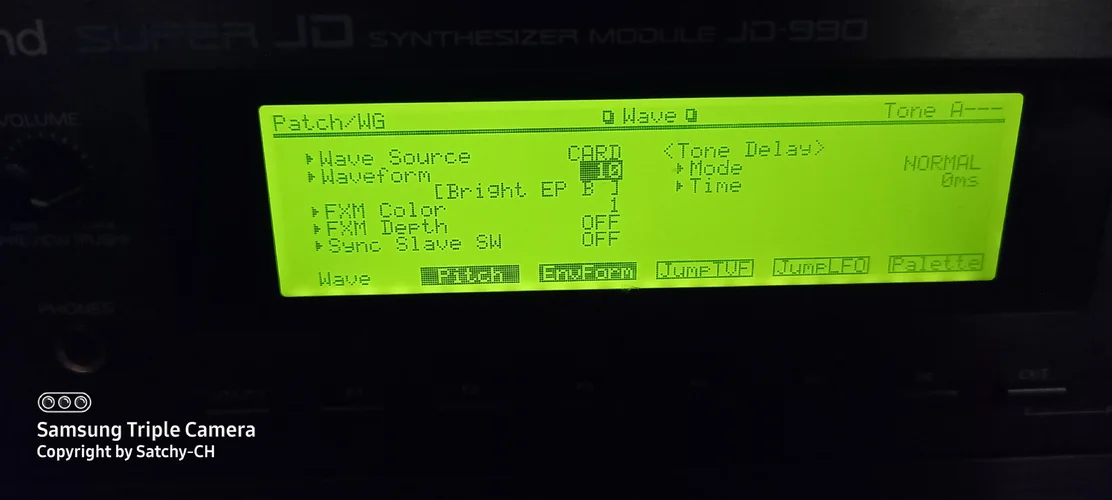 nd SUPER JD SYNTHESIZER MODULE JD-990
VOLUME
Patch/WG Wave Tone A---
Wave Source CARD
Waveform 10
[Bright EP B ]
FXM Color 1
FXM Depth OFF
Sync Slave SW OFF
<Tone Delay>
Mode NORMAL
Time 0ms
Wave Pitch EnvForm JumpTVF JumpLFO Palette
PHONES
EXIT
Samsung Triple Camera
Copyright by Satchy-CH